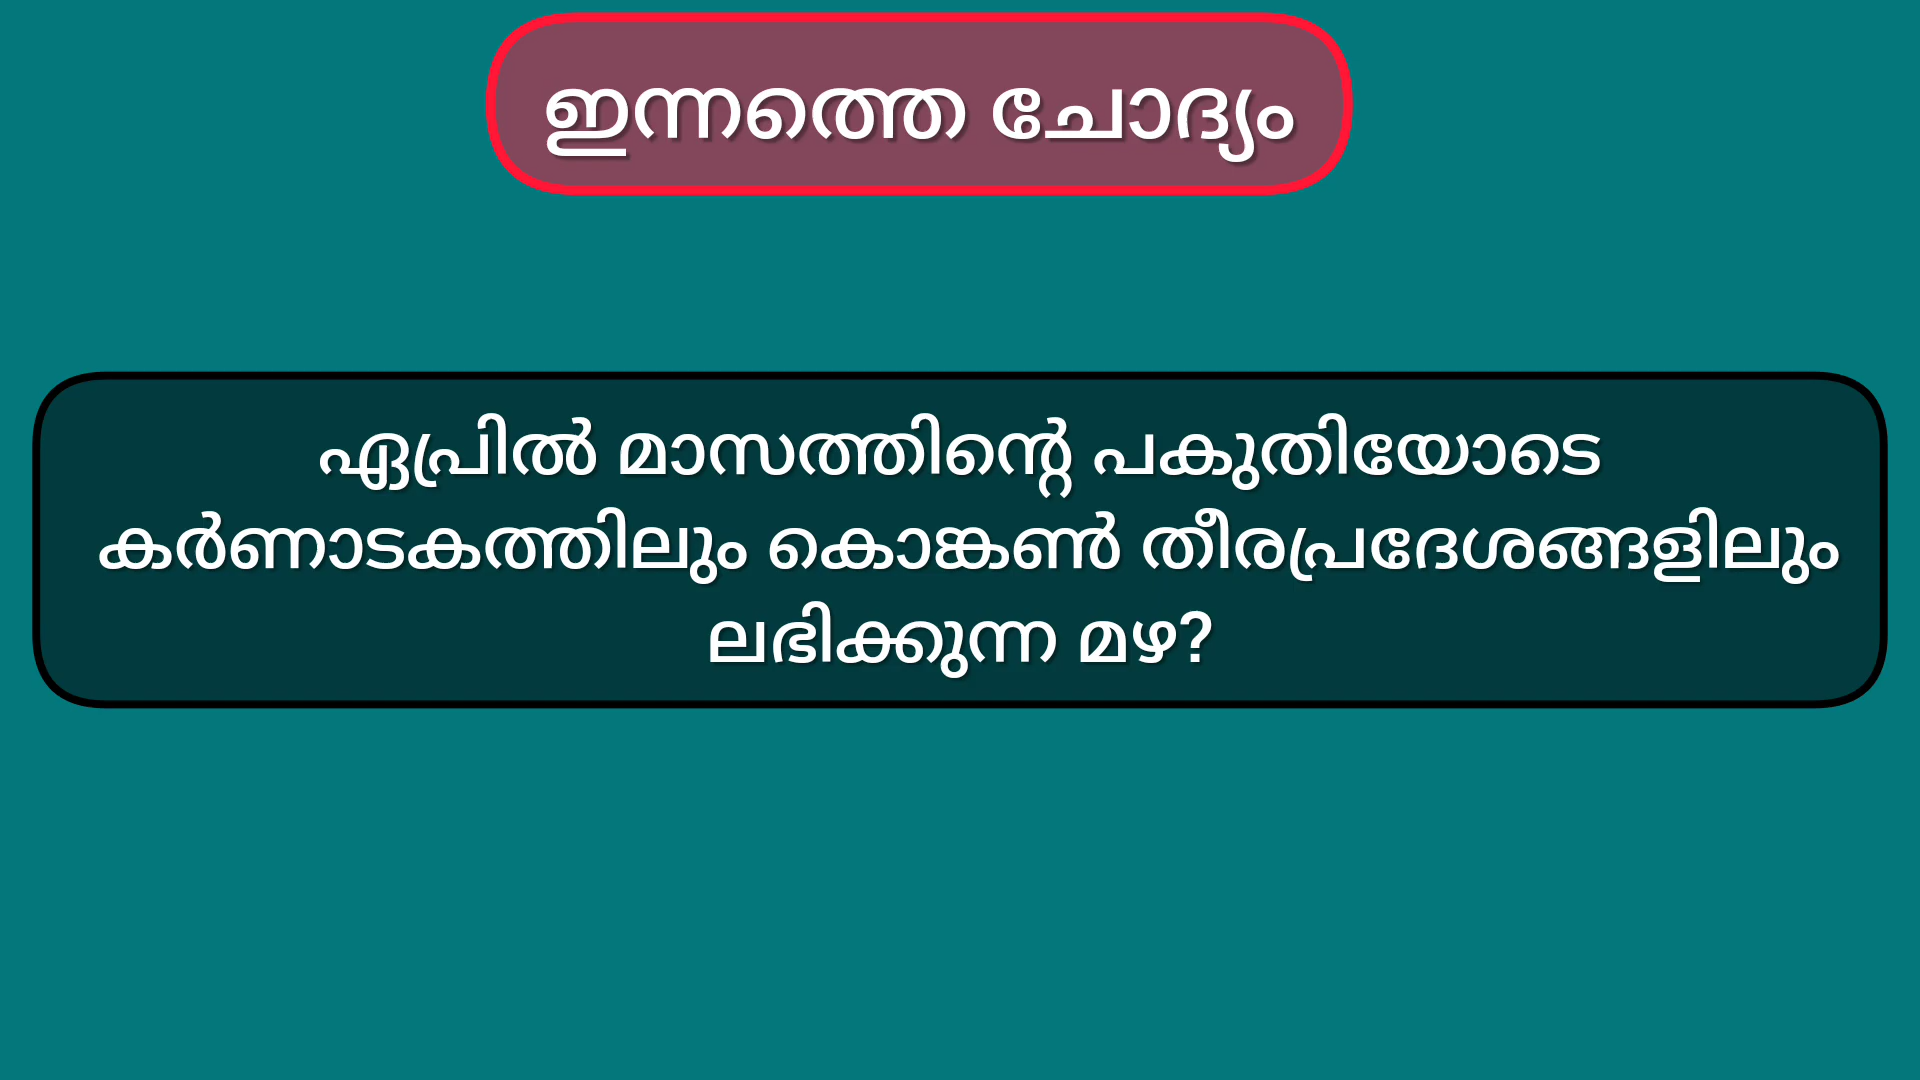 ഇന്നത്തെ ചോദ്യം
ഏപ്രിൽ മാസത്തിന്റെ പകുതിയോടെ
കർണാടകത്തിലും കൊങ്കൺ തീരപ്രദേശങ്ങളിലും
ലഭിക്കുന്ന മഴ?